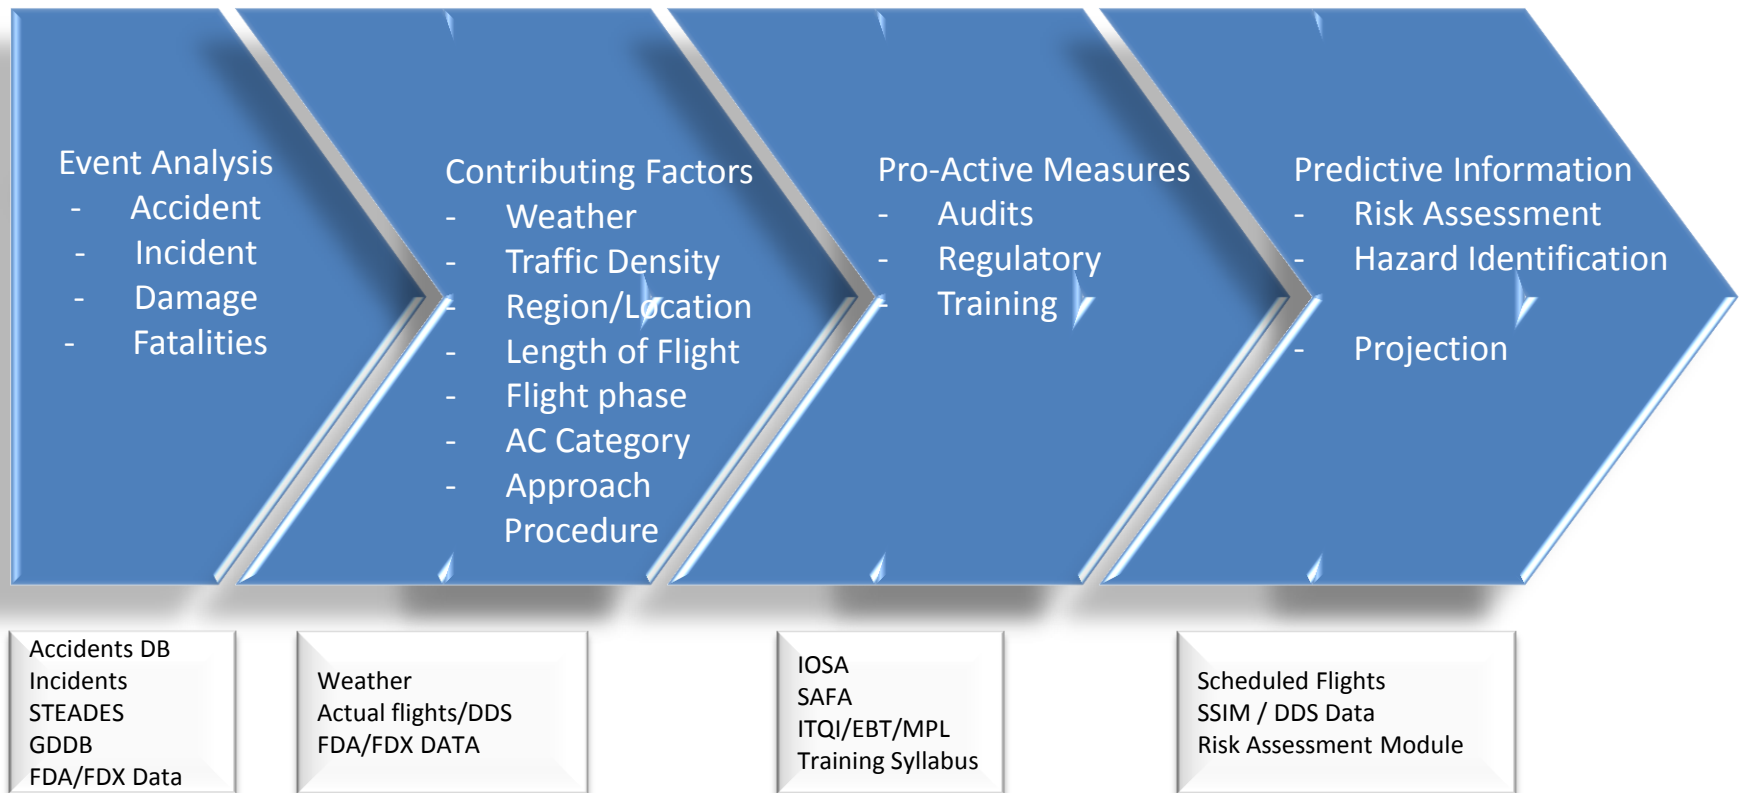 Event Analysis
- Accident
- Incident
- Damage
- Fatalities
Contributing Factors
- Weather
- Traffic Density
- Region/Location
- Length of Flight
- Flight phase
- AC Category
- Approach
Procedure
Pro-Active Measures
- Audits
- Regulatory
- Training
Predictive Information
- Risk Assessment
- Hazard Identification
- Projection
Accidents DB
Incidents
STEADES
GDDB
FDA/FDX Data
Weather
Actual flights/DDS
FDA/FDX DATA
IOSA
SAFA
ITQI/EBT/MPL
Training Syllabus
Scheduled Flights
SSIM / DDS Data
Risk Assessment Module